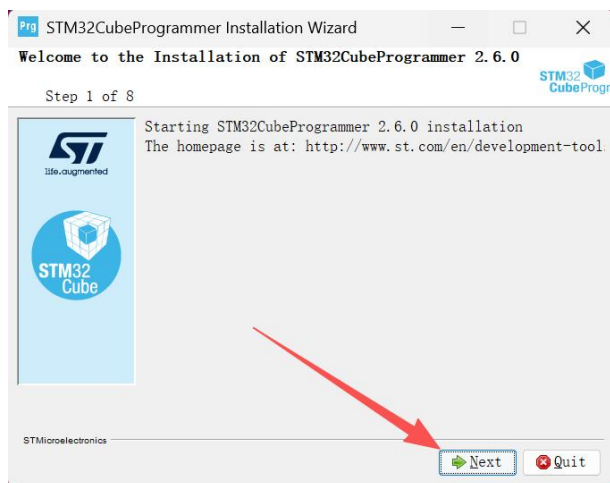 Prg STM32CubeProgrammer Installation Wizard
Welcome to the Installation of STM32CubeProgrammer 2.6.0
STM32
CubeProgr
Step 1 of 8
Starting STM32CubeProgrammer 2.6.0 installation
The homepage is at: http://www.st.com/en/development-tool
life.augmented
STM32
Cube
STMicroelectronics
Next
Quit